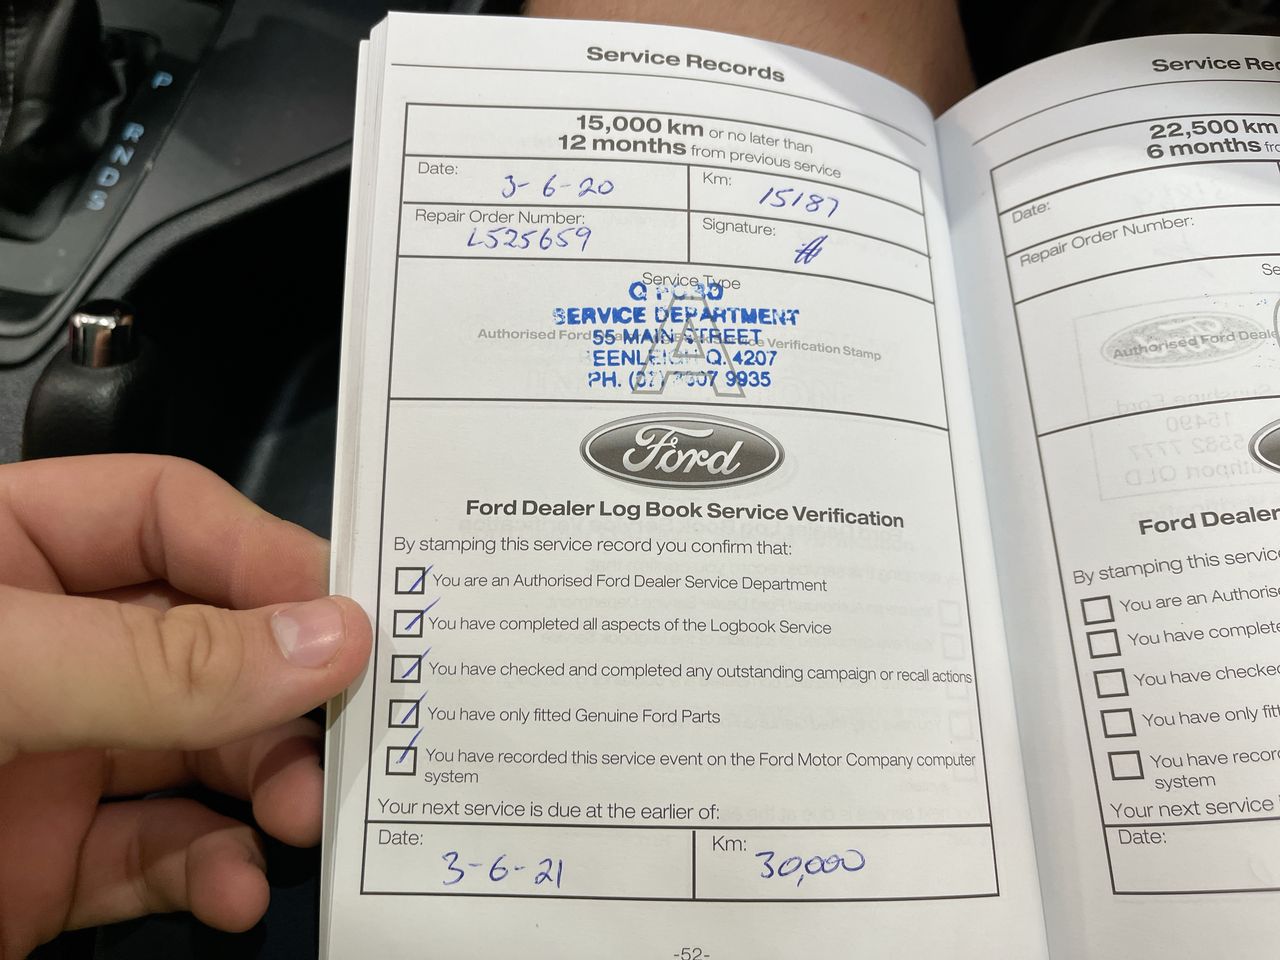 P
R
N
D
S
Service Records
15,000 km or no later than
12 months from previous service
Date: 3-6-20
Km: 15187
Repair Order Number: L525659
Signature:
Service Type
Authorised Ford Service Verification Stamp
A
SERVICE DEPARTMENT
55 MAIN STREET
Q. 4207
PH. 9935
Ford
Ford Dealer Log Book Service Verification
By stamping this service record you confirm that:
You are an Authorised Ford Dealer Service Department
You have completed all aspects of the Logbook Service
You have checked and completed any outstanding campaign or recall actions
You have only fitted Genuine Ford Parts
You have recorded this service event on the Ford Motor Company computer
system
Your next service is due at the earlier of:
Date: 3-6-21
Km: 30,000
-52-
Service Rec
22,500 km
6 months
Date:
Repair Order Number:
Se
Authorised Ford Deale
Ford Dealer
By stamping this servic
You are an Authoris
You have complete
You have checked
You have only fit
You have recor
system
Your next service
Date: